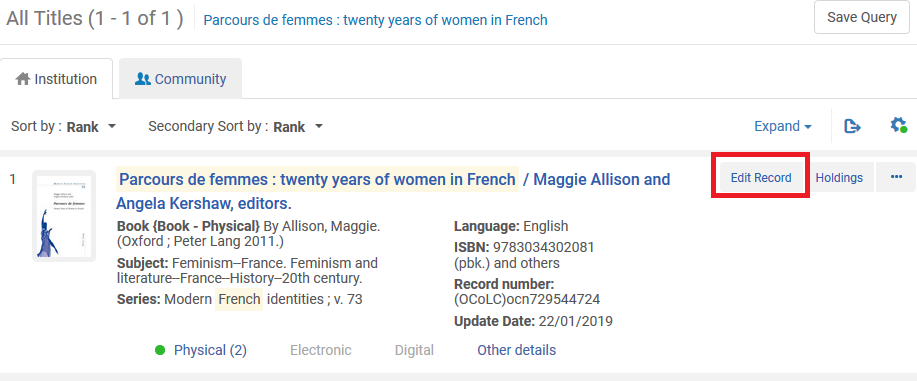 All Titles (1 - 1 of 1 ) Parcours de femmes : twenty years of women in French Save Query
Institution Community
Sort by : Rank Secondary Sort by : Rank Expand
1 Parcours de femmes : twenty years of women in French / Maggie Allison and Edit Record Holdings ...
Angela Kershaw, editors.
Book {Book - Physical} By Allison, Maggie.
(Oxford ; Peter Lang 2011.)
Subject: Feminism--France. Feminism and
literature--France--History--20th century.
Series: Modern French identities ; v. 73
Language: English
ISBN: 9783034302081
(pbk.) and others
Record number:
(OCoLC)ocn729544724
Update Date: 22/01/2019
Physical (2) Electronic Digital Other details